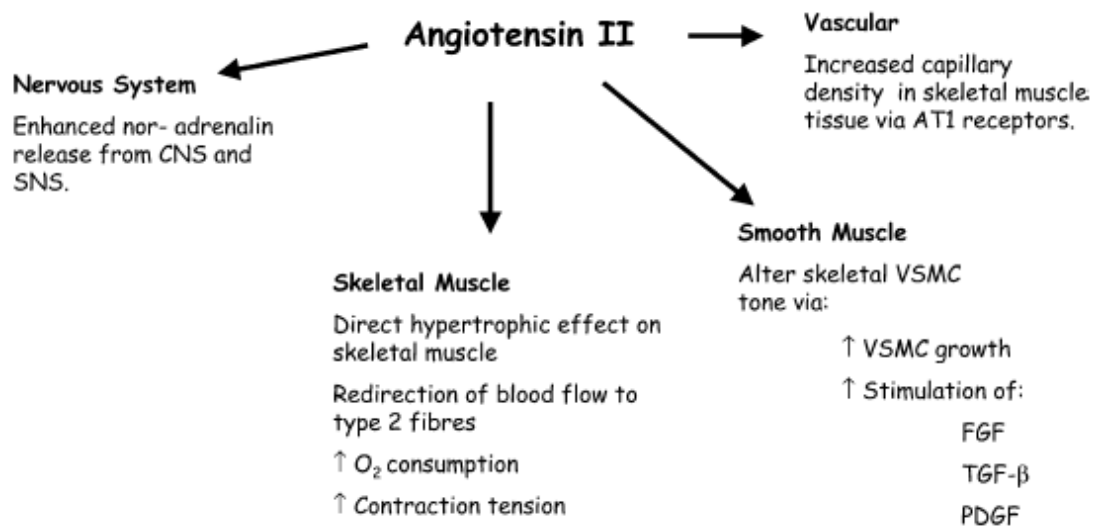 Angiotensin II
Nervous System
Enhanced nor- adrenalin
release from CNS and
SNS.
Skeletal Muscle
Direct hypertrophic effect on
skeletal muscle
Redirection of blood flow to
type 2 fibres
↑ O₂ consumption
↑ Contraction tension
Smooth Muscle
Alter skeletal VSMC
tone via:
↑ VSMC growth
↑ Stimulation of:
FGF
TGF-β
PDGF
Vascular
Increased capillary
density in skeletal muscle
tissue via AT1 receptors.